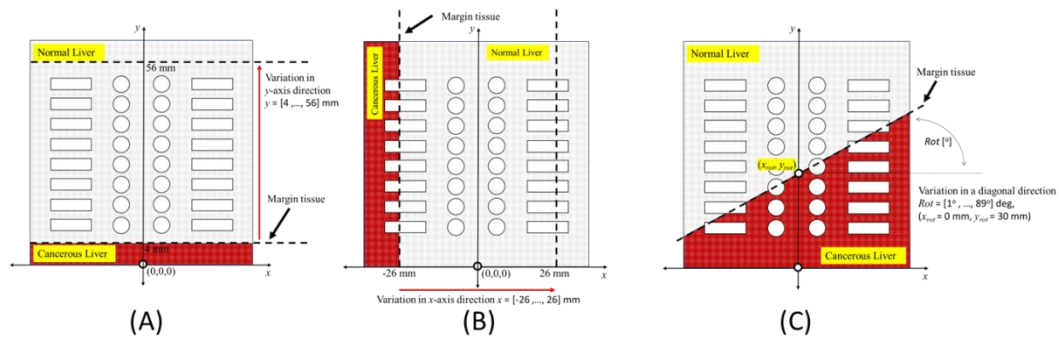 y
Normal Liver
56 mm
Variation in
y-axis direction
y = [4 ,..., 56] mm
Margin tissue
4 mm
Cancerous Liver
(0,0,0)
x
(A)
y
Margin tissue
Normal Liver
Cancerous Liver
-26 mm
(0,0,0)
26 mm
x
Variation in x-axis direction x = [-26 ,..., 26] mm
(B)
y
Normal Liver
Margin tissue
Rot [°]
(xrot, yrot)
Variation in a diagonal direction
Rot = [1° , ..., 89°] deg,
(xrot = 0 mm, yrot = 30 mm)
Cancerous Liver
x
(C)